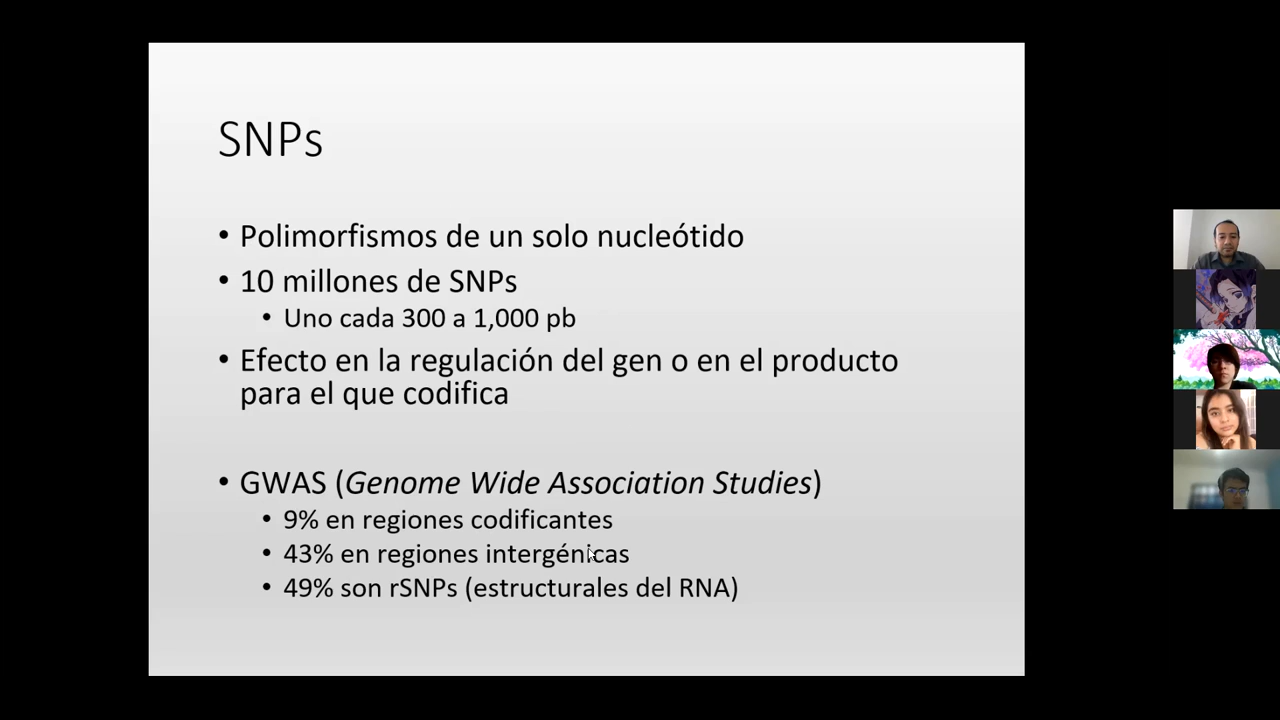 SNPs
• Polimorfismos de un solo nucleótido
• 10 millones de SNPs
• Uno cada 300 a 1,000 pb
• Efecto en la regulación del gen o en el producto
para el que codifica
• GWAS (Genome Wide Association Studies)
• 9% en regiones codificantes
• 43% en regiones intergénicas
• 49% son rSNPs (estructurales del RNA)